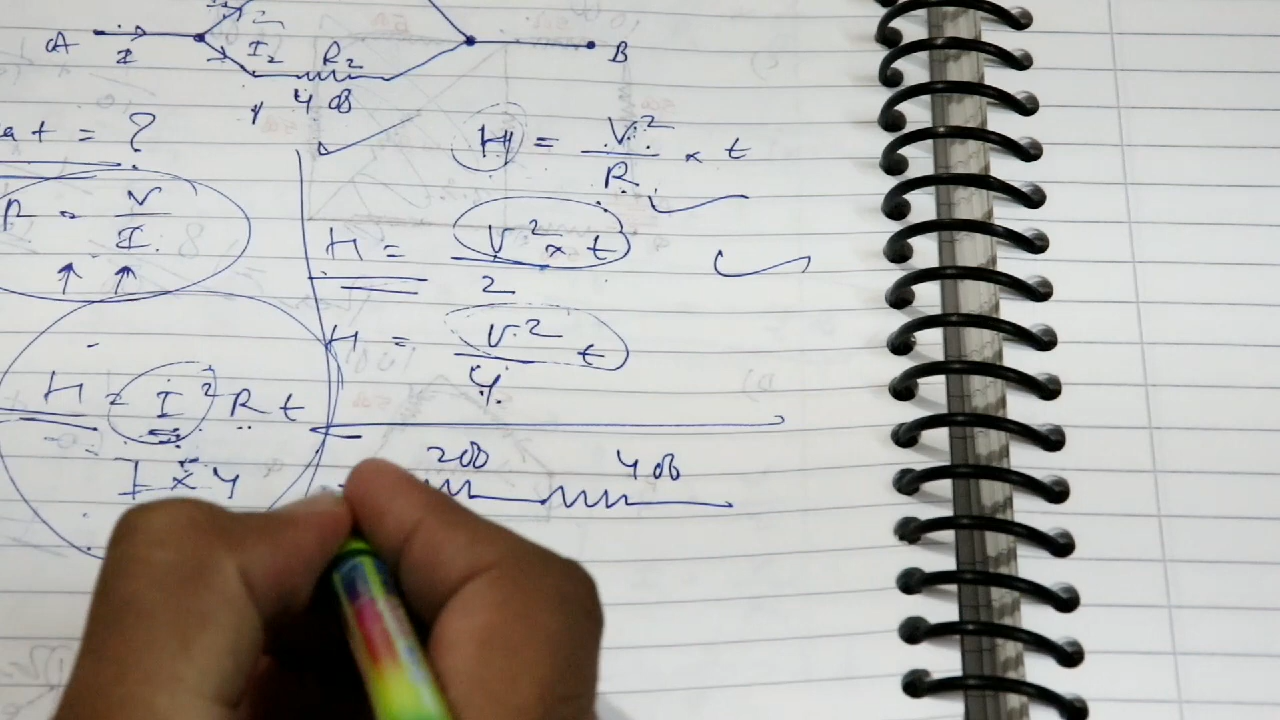 A I I₂ R₂ B
4 Ω
at = ?
H = V²/R × t
R = V/I
H = V² × t / 2
H = V²/4 t
H = I² R t
I × 4
2Ω 4Ω